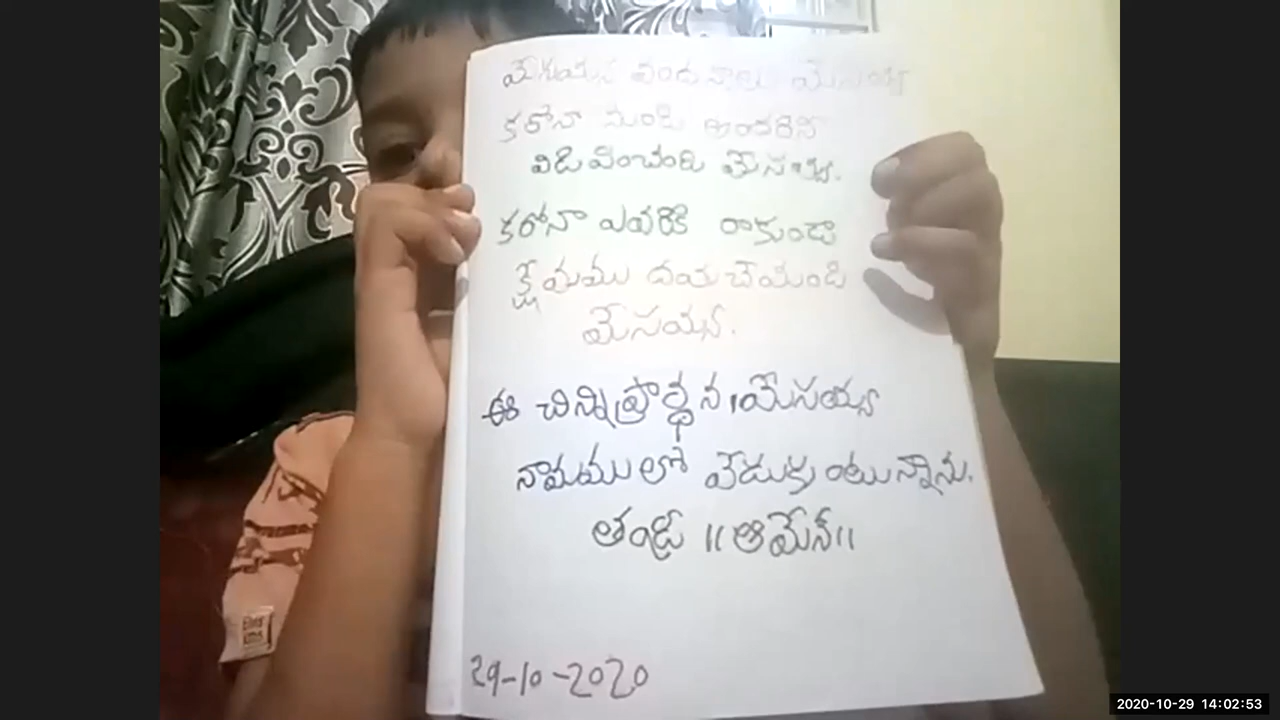 వందనాలు యేసయ్య
కరోనా నుండి అందరిని
విడిపించండి యేసయ్య.
కరోనా ఎవరికి రాకుండా
క్షేమము దయచేయండి
యేసయ్య.
ఈ చిన్ని ప్రార్థన యేసయ్య
నామములో వేడుకుంటున్నాను.
తండ్రి ॥ఆమేన్॥
29-10-2020
2020-10-29 14:02:53